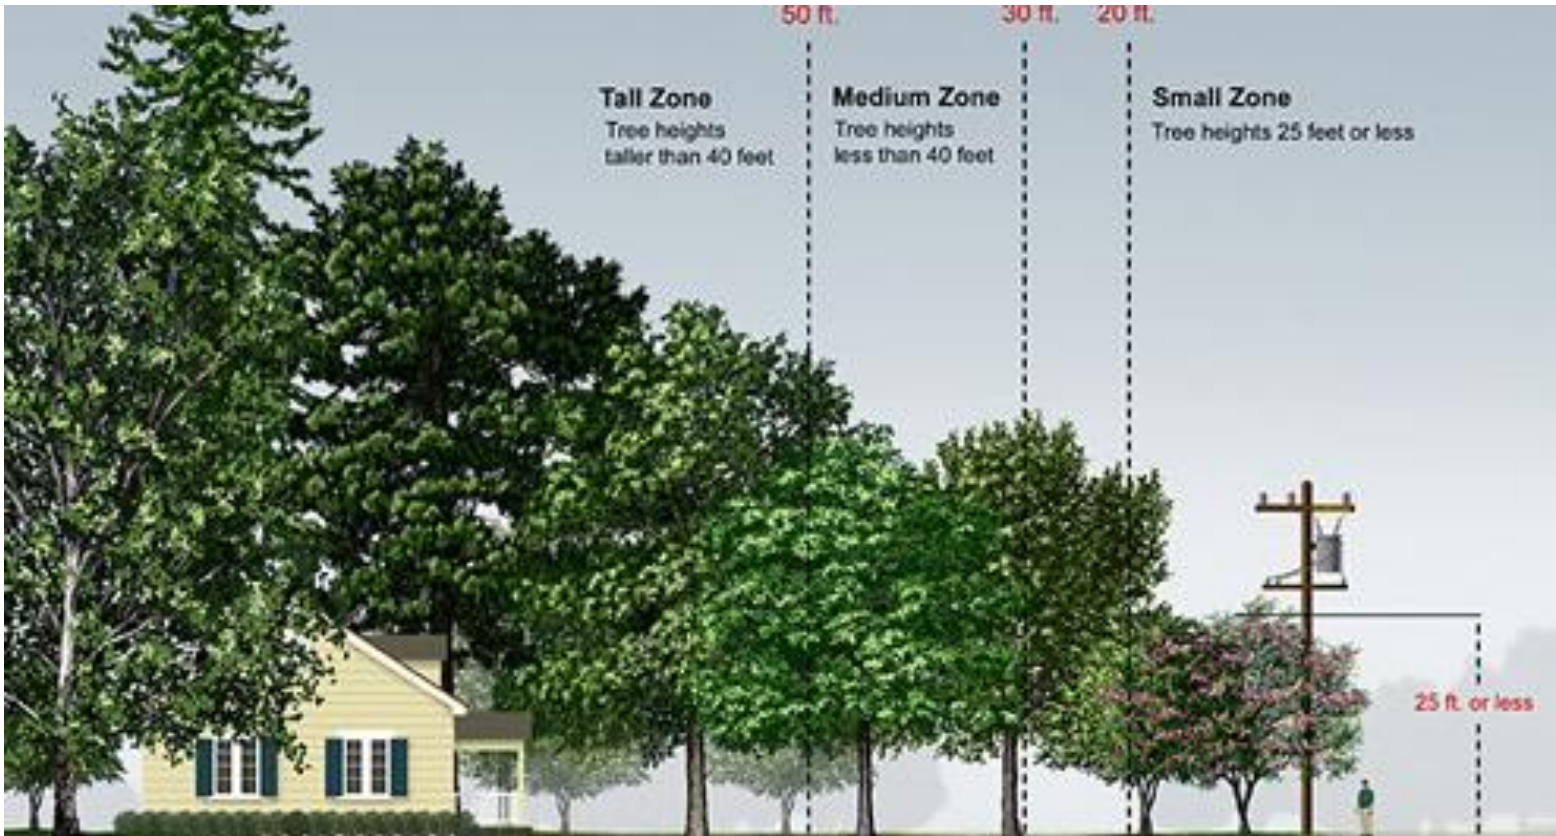 50 ft.
30 ft.
20 ft.
Tall Zone
Tree heights
taller than 40 feet
Medium Zone
Tree heights
less than 40 feet
Small Zone
Tree heights 25 feet or less
25 ft. or less